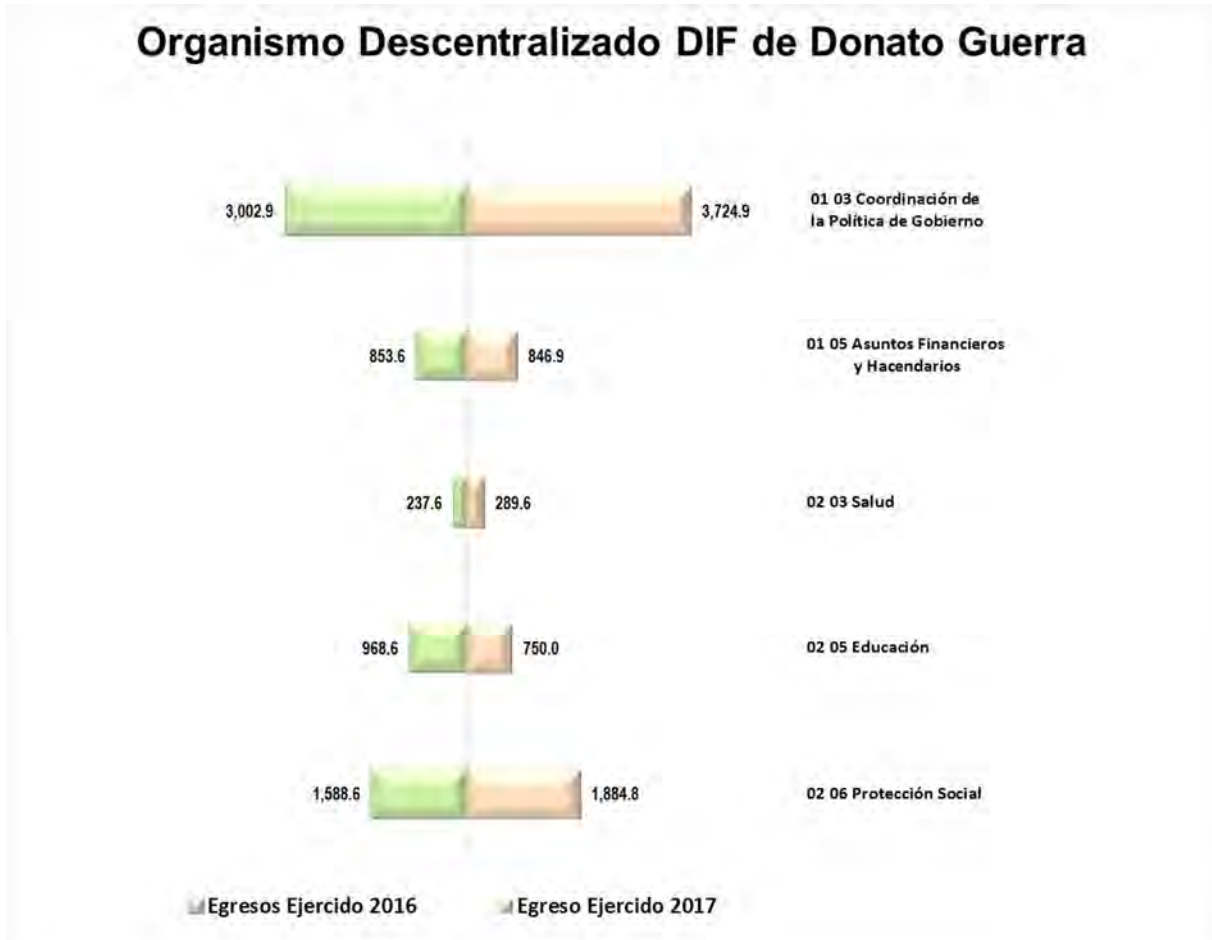 Organismo Descentralizado DIF de Donato Guerra
3,002.9 3,724.9 01 03 Coordinación de
la Política de Gobierno
853.6 846.9 01 05 Asuntos Financieros
y Hacendarios
237.6 289.6 02 03 Salud
968.6 750.0 02 05 Educación
1,588.6 1,884.8 02 06 Protección Social
Egresos Ejercido 2016 Egreso Ejercido 2017